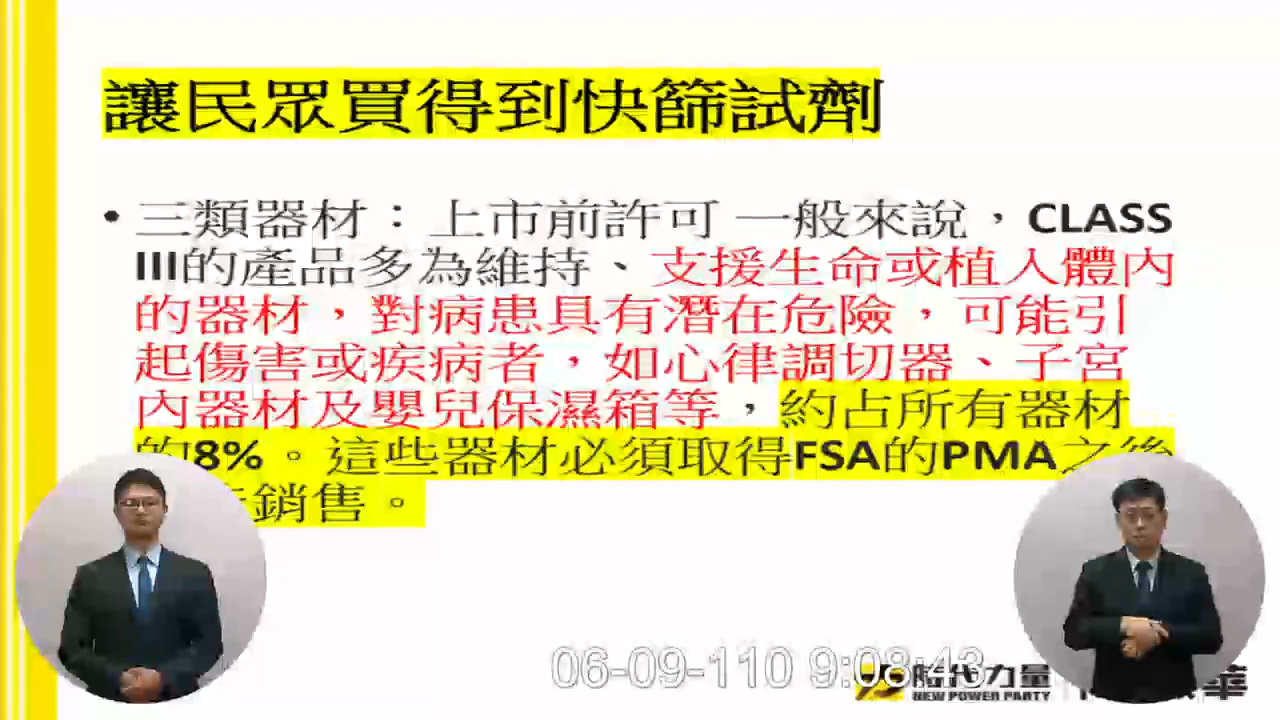 讓民眾買得到快篩試劑
• 三類器材：上市前許可 一般來說，CLASS
III的產品多為維持、支援生命或植入體內
的器材，對病患具有潛在危險，可能引
起傷害或疾病者，如心律調切器、子宮
內器材及嬰兒保濕箱等，約占所有器材
的8%。這些器材必須取得FSA的PMA之後
銷售。
06-09-110 9:08:43
時代力量
NEW POWER PARTY
華